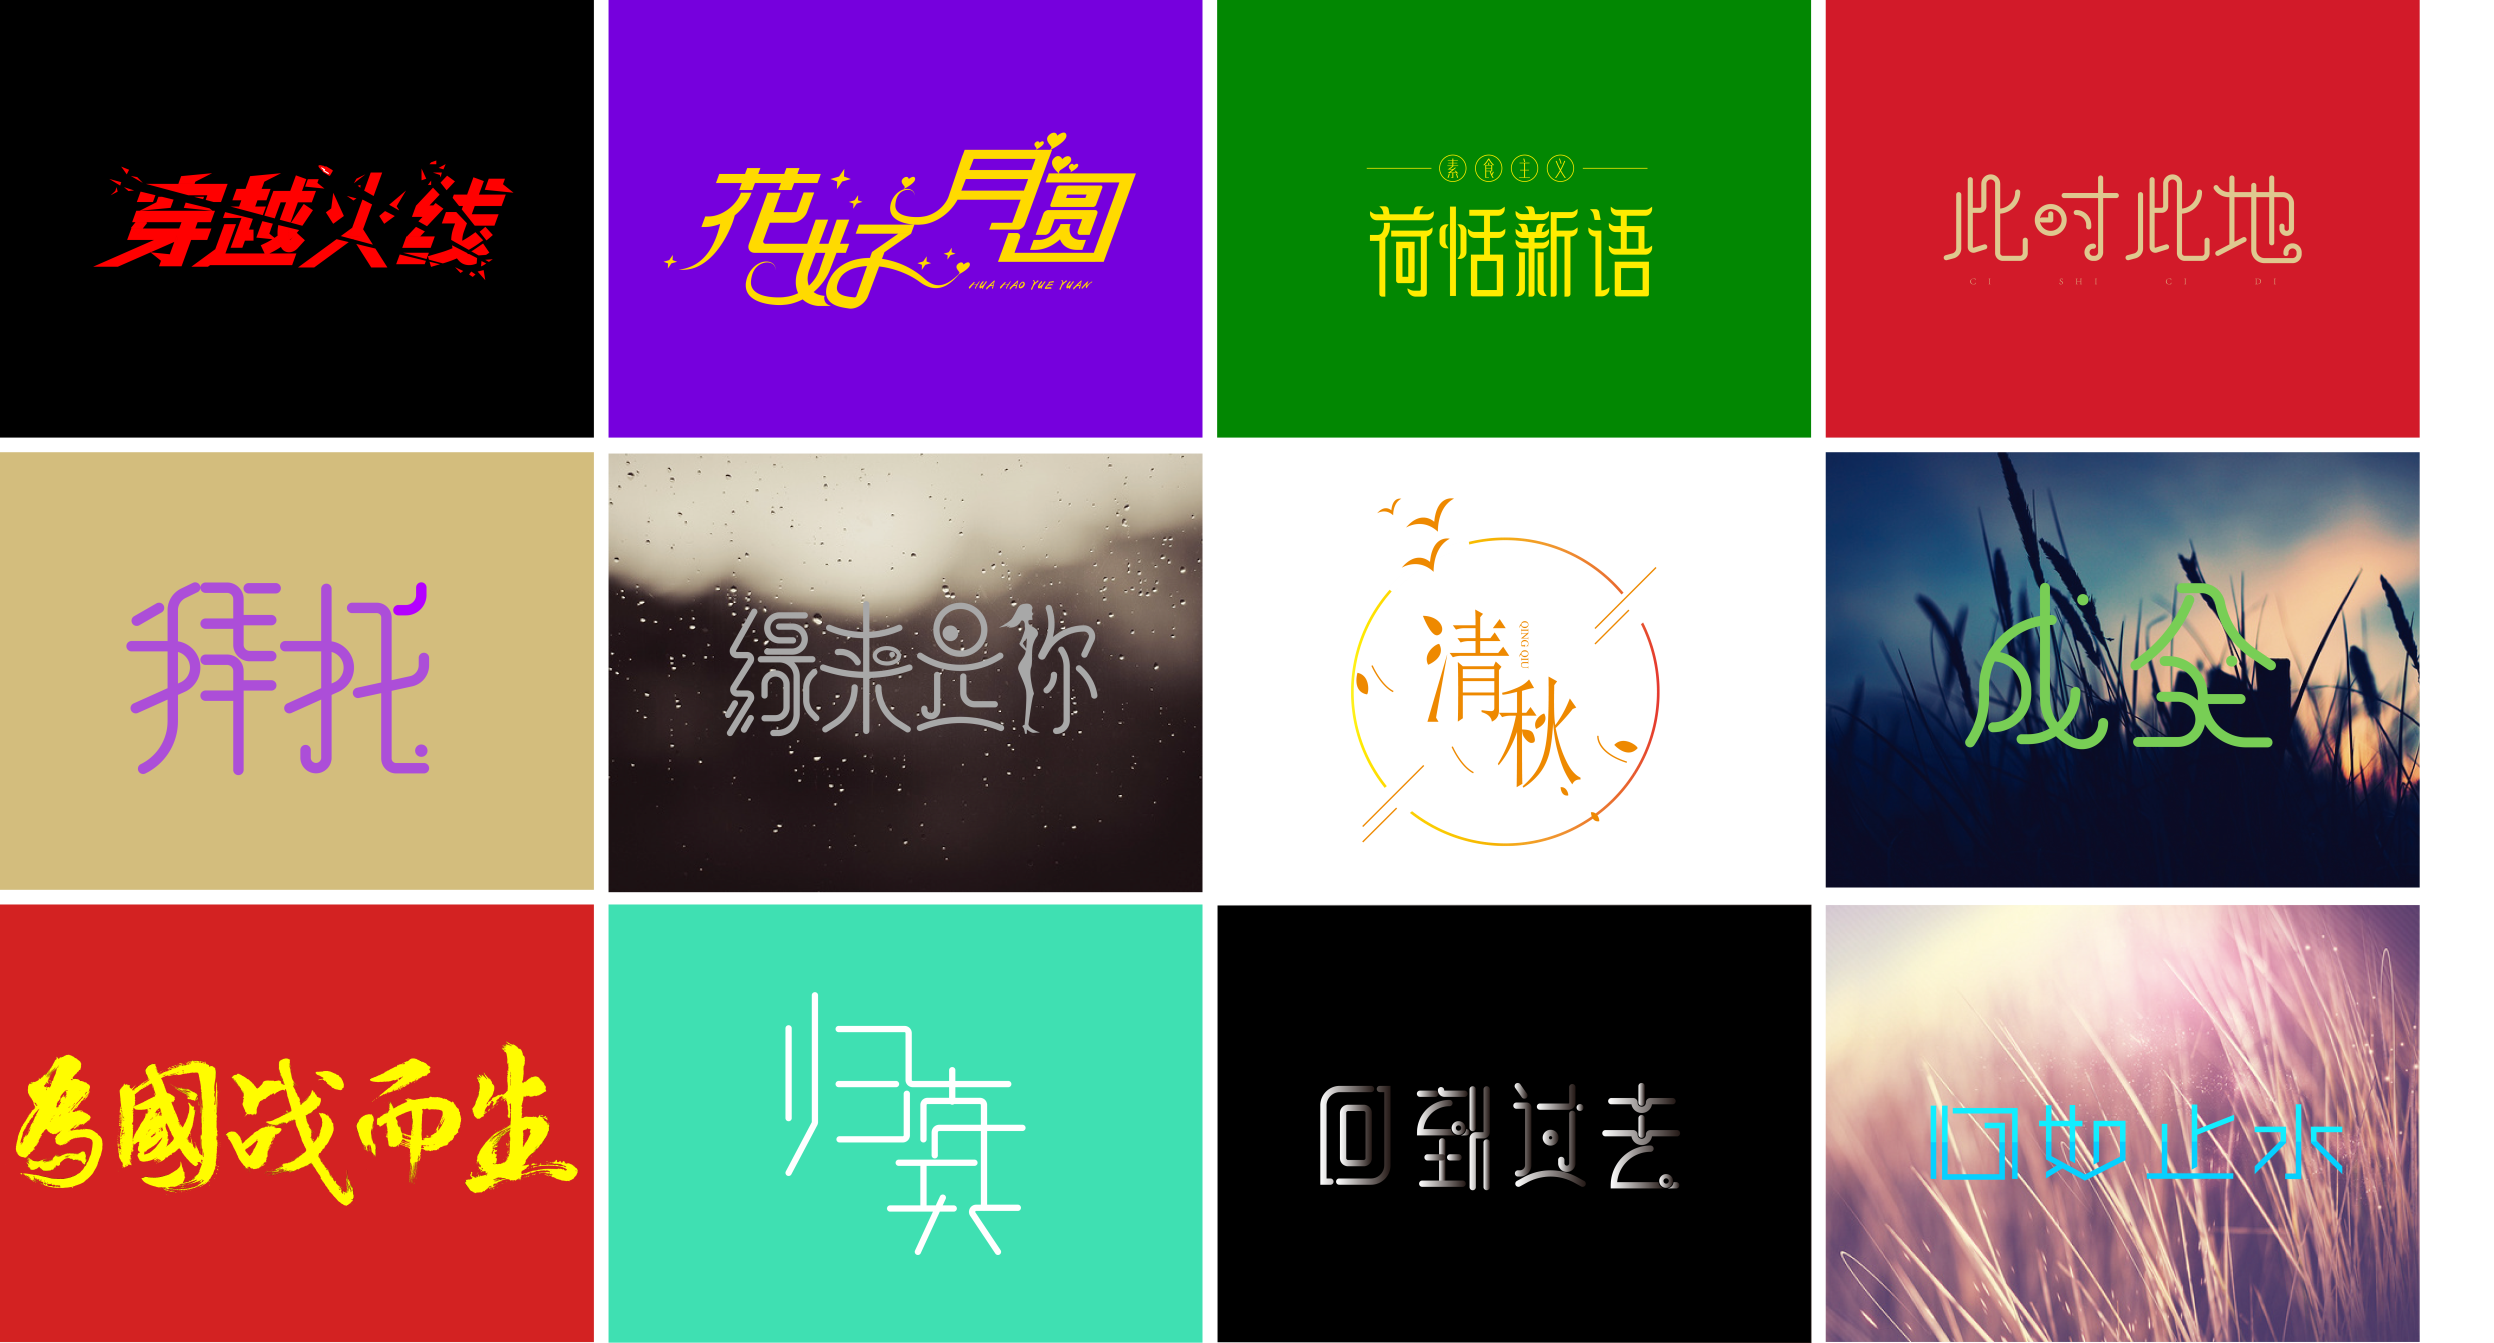 穿越火线
花好月圆
HUA HAO YUE YUAN
素食主义
荷恬新语
此时此地
CI SHI CI DI
拜托
缘来是你
清秋
QING QIU
成全
為國战而生
归真
回到过去
如止水